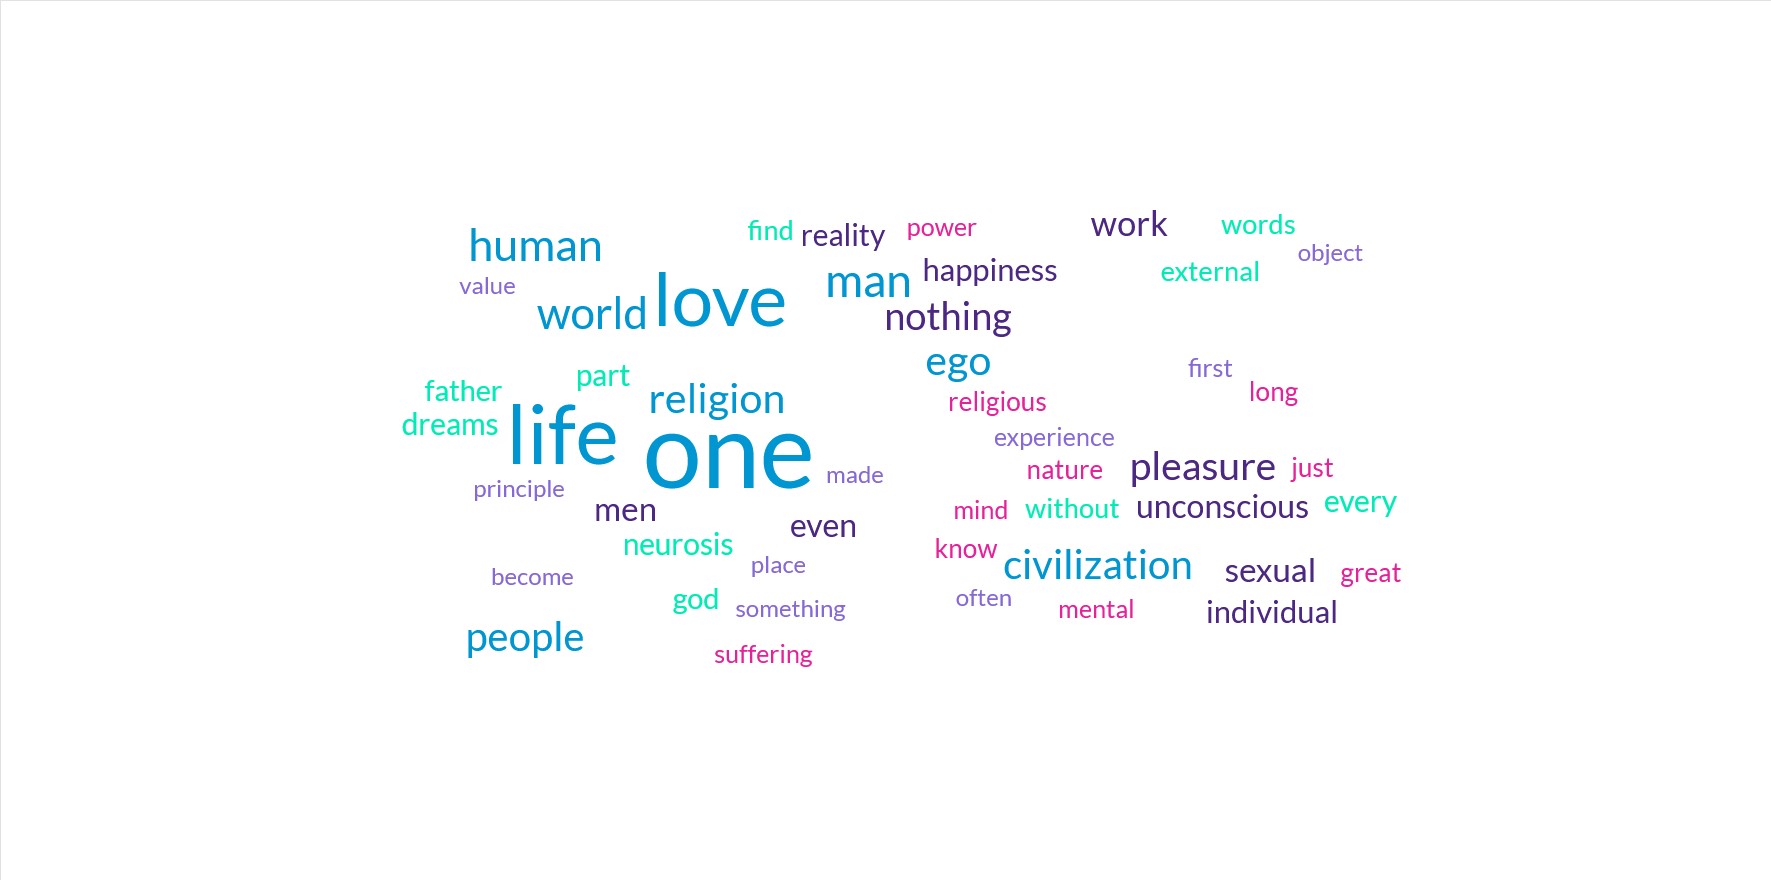 work
words
find
reality
power
human
object
happiness
external
man
value
love
world
nothing
ego
first
part
father
long
religion
religious
dreams
life
experience
one
pleasure
just
nature
made
principle
every
unconscious
without
men
mind
even
neurosis
know
place
civilization
sexual
great
become
often
god
something
mental
individual
people
suffering